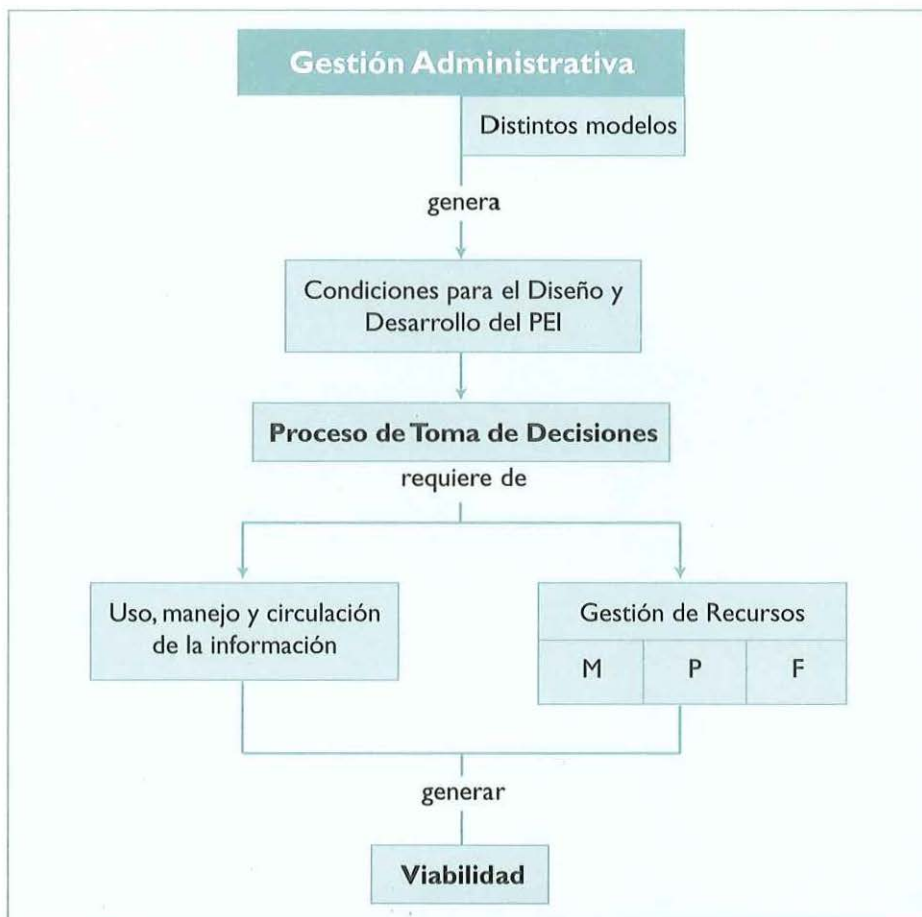 Gestión Administrativa
Distintos modelos
genera
Condiciones para el Diseño y
Desarrollo del PEI
Proceso de Toma de Decisiones
requiere de
Uso, manejo y circulación
de la información
Gestión de Recursos
M P F
generar
Viabilidad